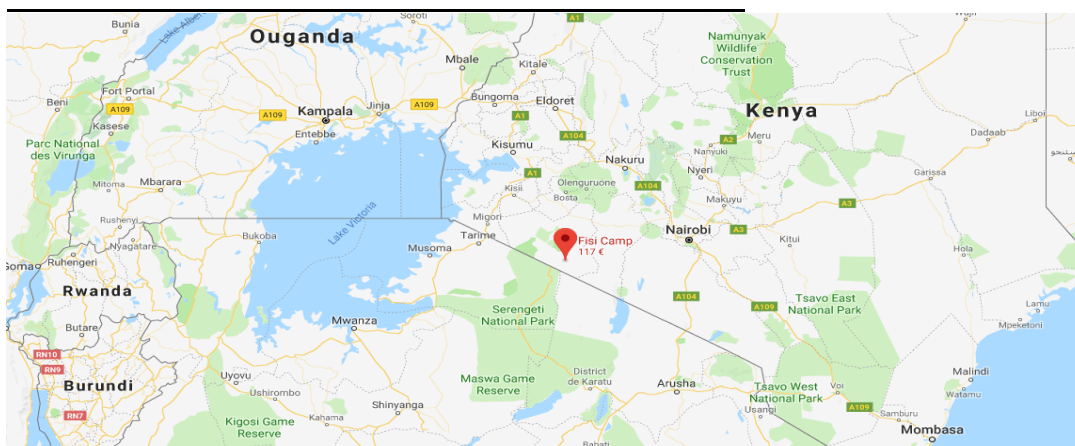 Bunia
Lake Albert
Ouganda
Soroti
Mbale
Kitale
A1
Namunyak
Wildlife
Conservation
Trust
Wajir
Beni
Fort Portal
A109
Kasese
A109
Kampala
Jinja
A109
Entebbe
Bungoma
Eldoret
A1
A104
Kenya
Liboi
Dadaab
Parc National
des Virunga
Kisumu
Nakuru
A2
Meru
Nanyuki
Nyeri
Garissa
Mitoma
Mbarara
A1
Kisii
Olenguruone
Bosta
A104
Makuyu
A3
Rushenyi
Nyagatare
Bukoba
Lake Victoria
Migori
Tarime
Musoma
Fisi Camp
117 €
Nairobi
A3
Kitui
Hola
Goma
Ruhengeri
Rwanda
Butare
Mwanza
Serengeti
National Park
A104
A109
Tsavo East
National Park
Lamu
Mpeketoni
RN10
RN9
Burundi
RN7
Uyovu
Ushirombo
Kahama
Shinyanga
Kigosi Game
Reserve
Maswa Game
Reserve
District
de Karatu
Arusha
Usangi
Babati
Tsavo West
National Park
Voi
A109
Samburu
Malindi
Watamu
Mombasa